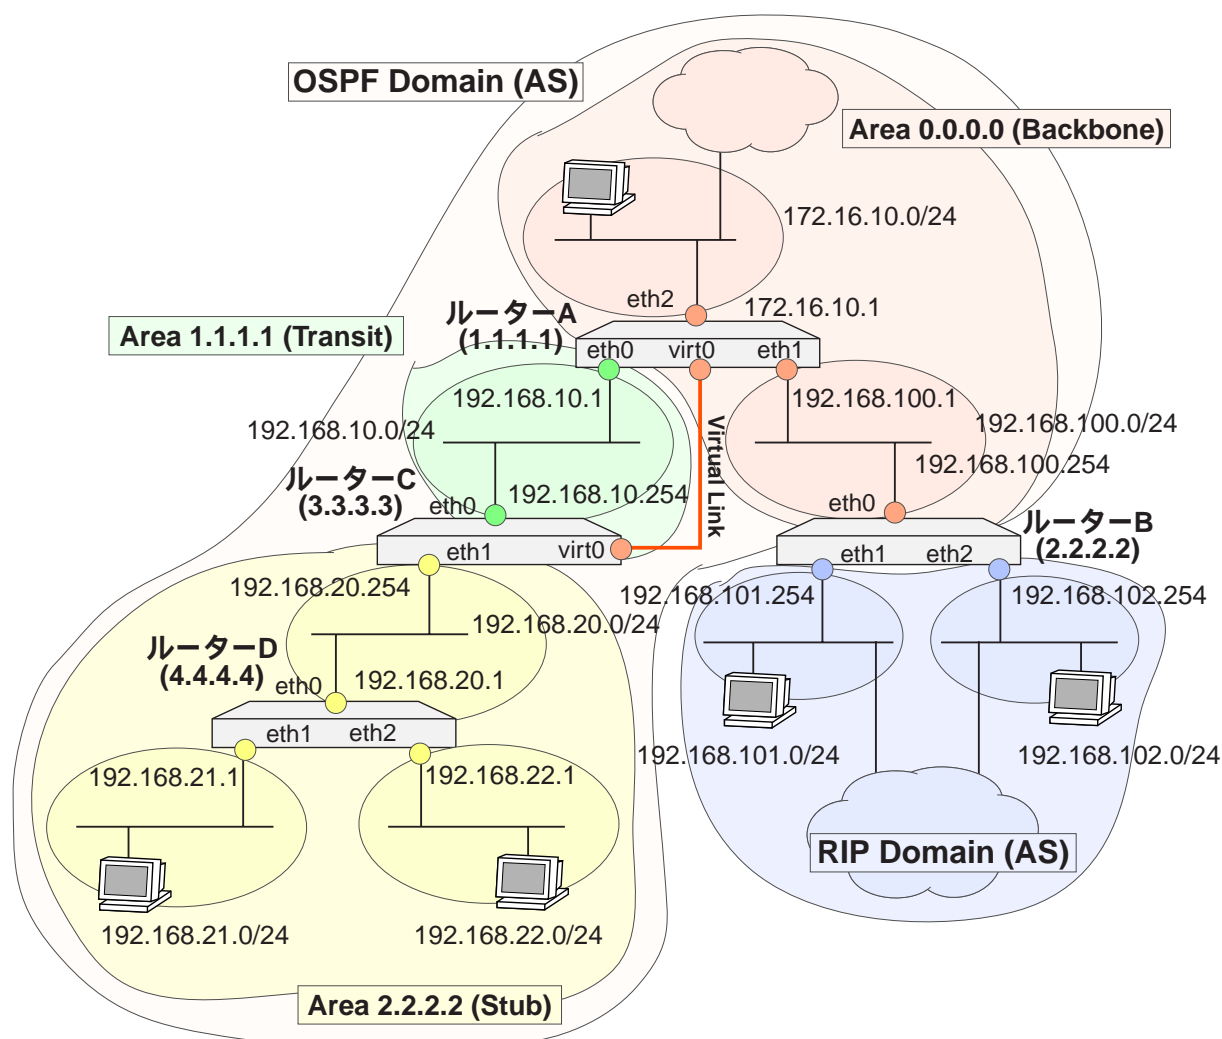 OSPF Domain (AS)
Area 0.0.0.0 (Backbone)
172.16.10.0/24
eth2
172.16.10.1
ルーターA
(1.1.1.1)
Area 1.1.1.1 (Transit)
eth0
virt0
eth1
192.168.10.1
192.168.100.1
192.168.10.0/24
192.168.100.0/24
Virtual Link
192.168.100.254
ルーターC
(3.3.3.3)
192.168.10.254
eth0
eth0
ルーターB
(2.2.2.2)
eth1
virt0
eth1
eth2
192.168.20.254
192.168.101.254
192.168.102.254
192.168.20.0/24
ルーターD
(4.4.4.4)
eth0
192.168.20.1
eth1
eth2
192.168.21.1
192.168.22.1
192.168.101.0/24
192.168.102.0/24
RIP Domain (AS)
192.168.21.0/24
192.168.22.0/24
Area 2.2.2.2 (Stub)